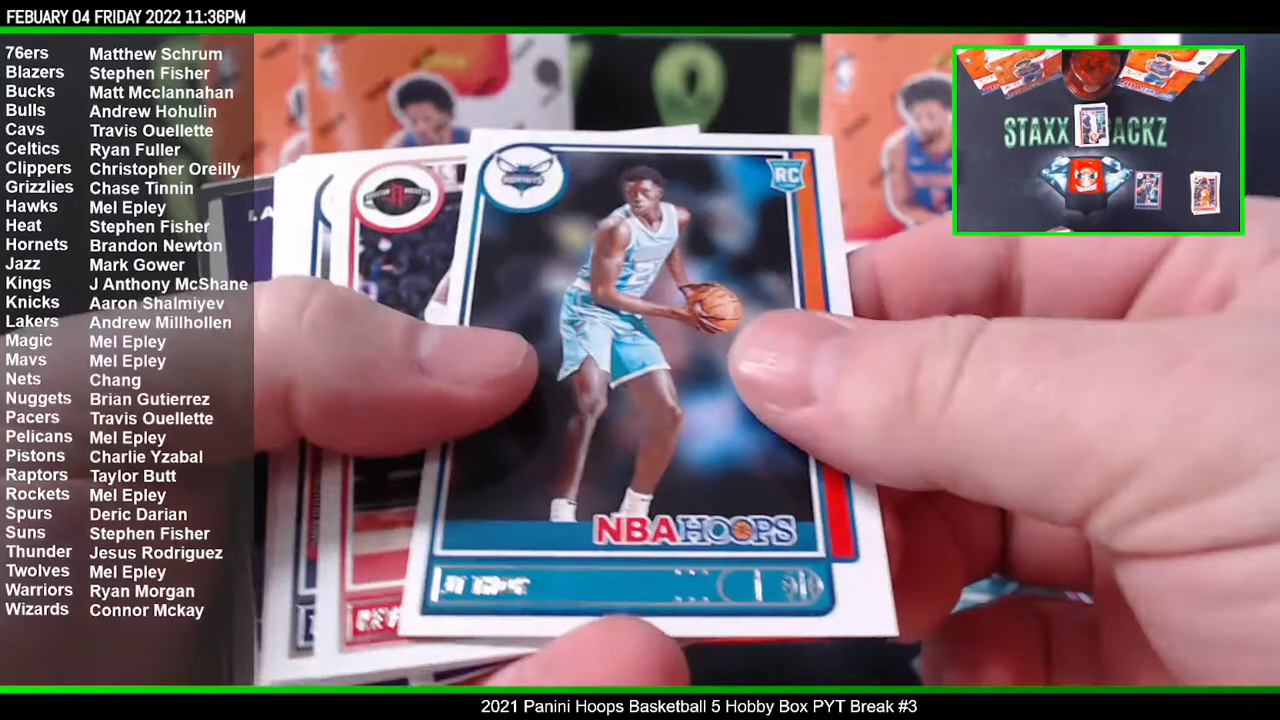 FEBUARY 04 FRIDAY 2022 11:36PM
76ers Matthew Schrum
Blazers Stephen Fisher
Bucks Matt Mcclannahan
Bulls Andrew Hohulin
Cavs Travis Ouellette
Celtics Ryan Fuller
Clippers Christopher Oreilly
Grizzlies Chase Tinnin
Hawks Mel Epley
Heat Stephen Fisher
Hornets Brandon Newton
Jazz Mark Gower
Kings J Anthony McShane
Knicks Aaron Shalmiyev
Lakers Andrew Millhollen
Magic Mel Epley
Mavs Mel Epley
Nets Chang
Nuggets Brian Gutierrez
Pacers Travis Ouellette
Pelicans Mel Epley
Pistons Charlie Yzabal
Raptors Taylor Butt
Rockets Mel Epley
Spurs Deric Darian
Suns Stephen Fisher
Thunder Jesus Rodriguez
Twolves Mel Epley
Warriors Ryan Morgan
Wizards Connor Mckay
HORNETS
RC
NBA HOOPS
STAXX
2021 Panini Hoops Basketball 5 Hobby Box PYT Break #3